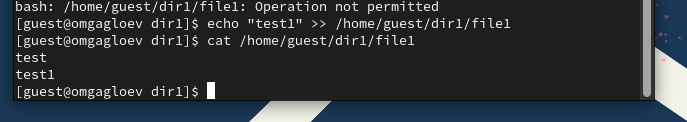 bash: /home/guest/dir1/file1: Operation not permitted
[guest@omgagloev dir1]$ echo "test1" >> /home/guest/dir1/file1
[guest@omgagloev dir1]$ cat /home/guest/dir1/file1
test
test1
[guest@omgagloev dir1]$